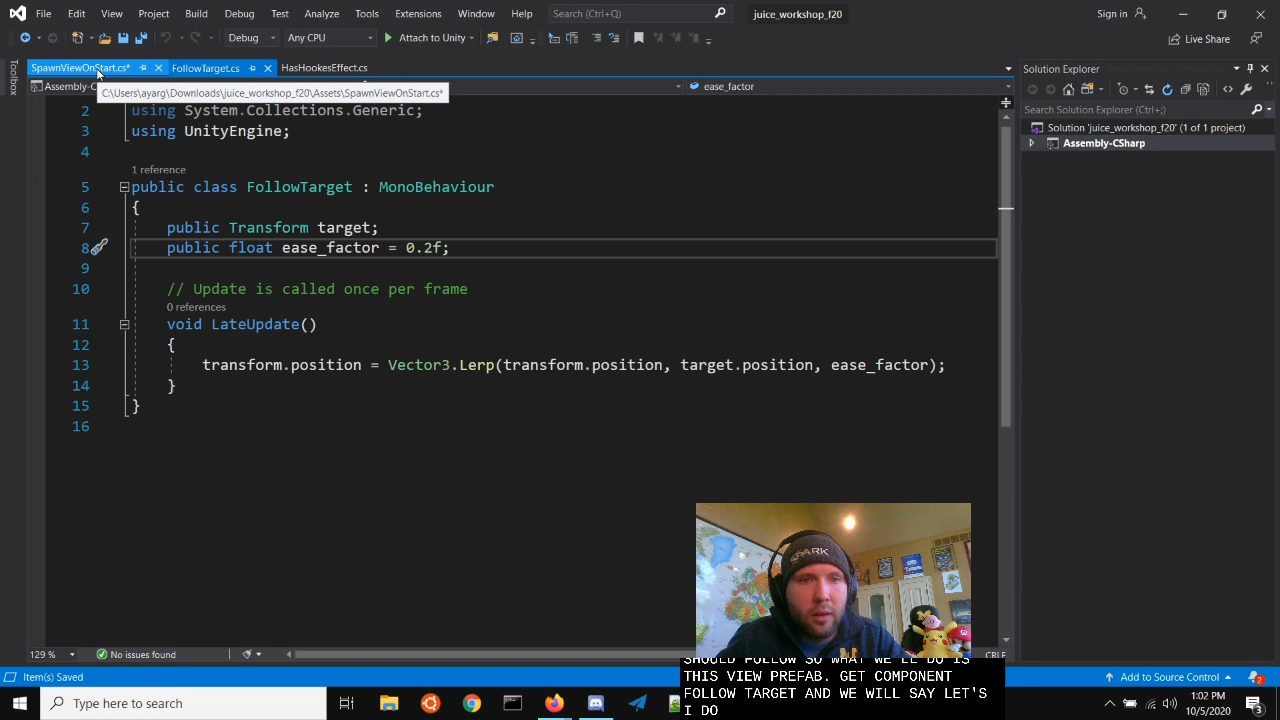 File Edit View Project Build Debug Test Analyze Tools Extensions Window Help Search (Ctrl+Q) juice_workshop_f20 Sign in
Debug Any CPU Attach to Unity Live Share
Toolbox
SpawnViewOnStart.cs* FollowTarget.cs HasHookesEffect.cs
Solution Explorer
Assembly-C ease_factor
C:\Users\ayarg\Downloads\juice_workshop_f20\Assets\SpawnViewOnStart.cs*
Search Solution Explorer (Ctrl+;)
Solution 'juice_workshop_f20' (1 of 1 project)
Assembly-CSharp
2 using System.Collections.Generic;
3 using UnityEngine;
4
1 reference
5 public class FollowTarget : MonoBehaviour
6 {
7 public Transform target;
8 public float ease_factor = 0.2f;
9
10 // Update is called once per frame
0 references
11 void LateUpdate()
12 {
13 transform.position = Vector3.Lerp(transform.position, target.position, ease_factor);
14 }
15 }
16
SPARK
129 % No issues found CRLF
SHOULD FOLLOW SO WHAT WE'LL DO IS
THIS VIEW PREFAB. GET COMPONENT
FOLLOW TARGET AND WE WILL SAY LET'S
I DO
Item(s) Saved Add to Source Control 2
Type here to search
1:02 PM
10/5/2020
2